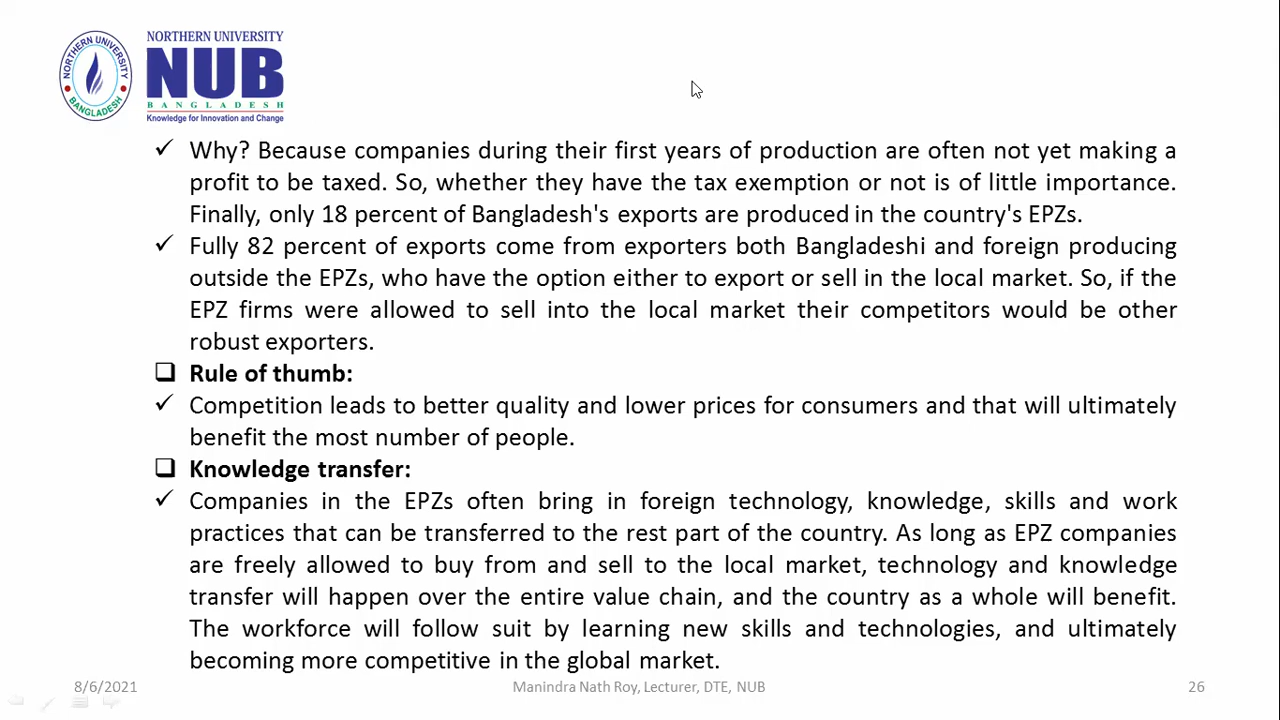 NORTHERN UNIVERSITY
BANGLADESH
NORTHERN UNIVERSITY
NUB
BANGLADESH
Knowledge for Innovation and Change
✓ Why? Because companies during their first years of production are often not yet making a
profit to be taxed. So, whether they have the tax exemption or not is of little importance.
Finally, only 18 percent of Bangladesh's exports are produced in the country's EPZs.
✓ Fully 82 percent of exports come from exporters both Bangladeshi and foreign producing
outside the EPZs, who have the option either to export or sell in the local market. So, if the
EPZ firms were allowed to sell into the local market their competitors would be other
robust exporters.
❑ Rule of thumb:
✓ Competition leads to better quality and lower prices for consumers and that will ultimately
benefit the most number of people.
❑ Knowledge transfer:
✓ Companies in the EPZs often bring in foreign technology, knowledge, skills and work
practices that can be transferred to the rest part of the country. As long as EPZ companies
are freely allowed to buy from and sell to the local market, technology and knowledge
transfer will happen over the entire value chain, and the country as a whole will benefit.
The workforce will follow suit by learning new skills and technologies, and ultimately
becoming more competitive in the global market.
8/6/2021
Manindra Nath Roy, Lecturer, DTE, NUB
26